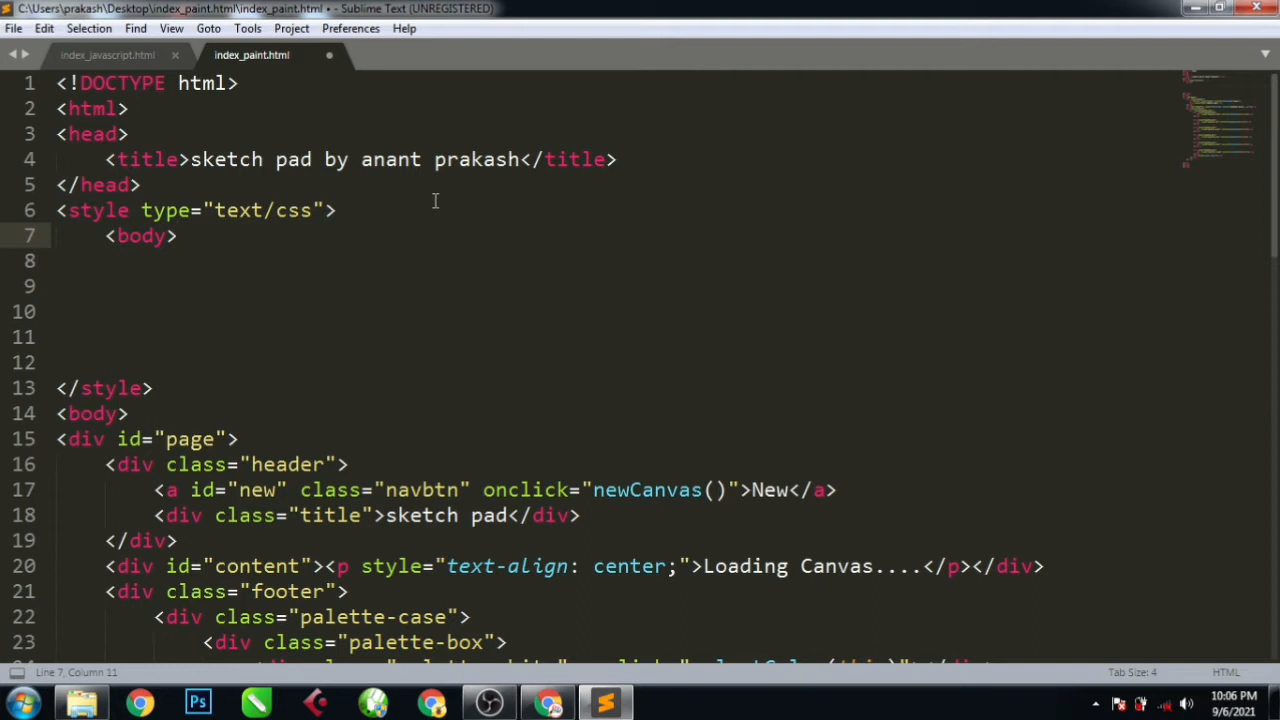 C:\Users\prakash\Desktop\index_paint.html\index_paint.html • - Sublime Text (UNREGISTERED)
File Edit Selection Find View Goto Tools Project Preferences Help
index_javascript.html × index_paint.html
1 <!DOCTYPE html>
2 <html>
3 <head>
4 <title>sketch pad by anant prakash</title>
5 </head>
6 <style type="text/css">
7 <body>
8
9
10
11
12
13 </style>
14 <body>
15 <div id="page">
16 <div class="header">
17 <a id="new" class="navbtn" onclick="newCanvas()">New</a>
18 <div class="title">sketch pad</div>
19 </div>
20 <div id="content"><p style="text-align: center;">Loading Canvas....</p></div>
21 <div class="footer">
22 <div class="palette-case">
23 <div class="palette-box">
Line 7, Column 11 Tab Size: 4 HTML
Ps
10:06 PM
9/6/2021